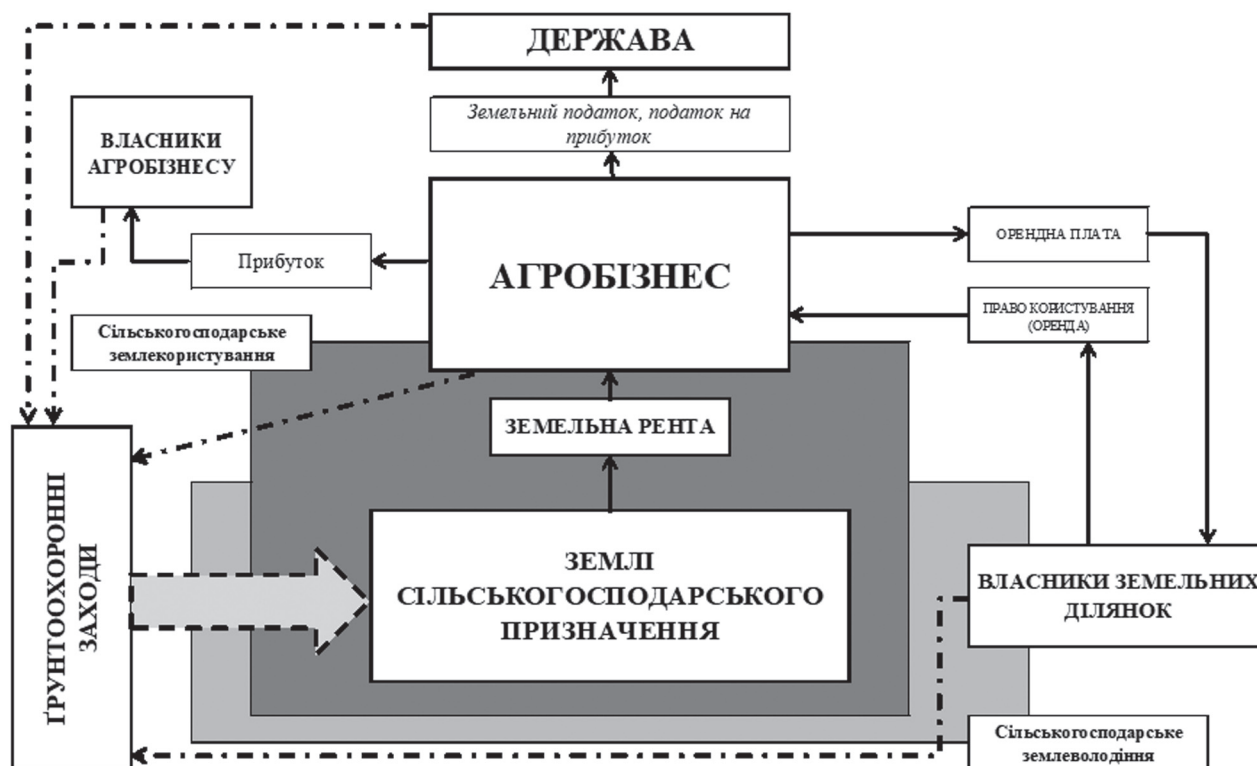 ДЕРЖАВА
Земельний податок, податок на
прибуток
ВЛАСНИКИ
АГРОБІЗНЕСУ
АГРОБІЗНЕС
ОРЕНДНА ПЛАТА
Прибуток
ПРАВО КОРИСТУВАННЯ
(ОРЕНДА)
Сільськогосподарське
землекористування
ЗЕМЕЛЬНА РЕНТА
ҐРУНТООХОРОННІ
ЗАХОДИ
ЗЕМЛІ
СІЛЬСЬКОГОСПОДАРСЬКОГО
ПРИЗНАЧЕННЯ
ВЛАСНИКИ ЗЕМЕЛЬНИХ
ДІЛЯНОК
Сільськогосподарське
землеволодіння